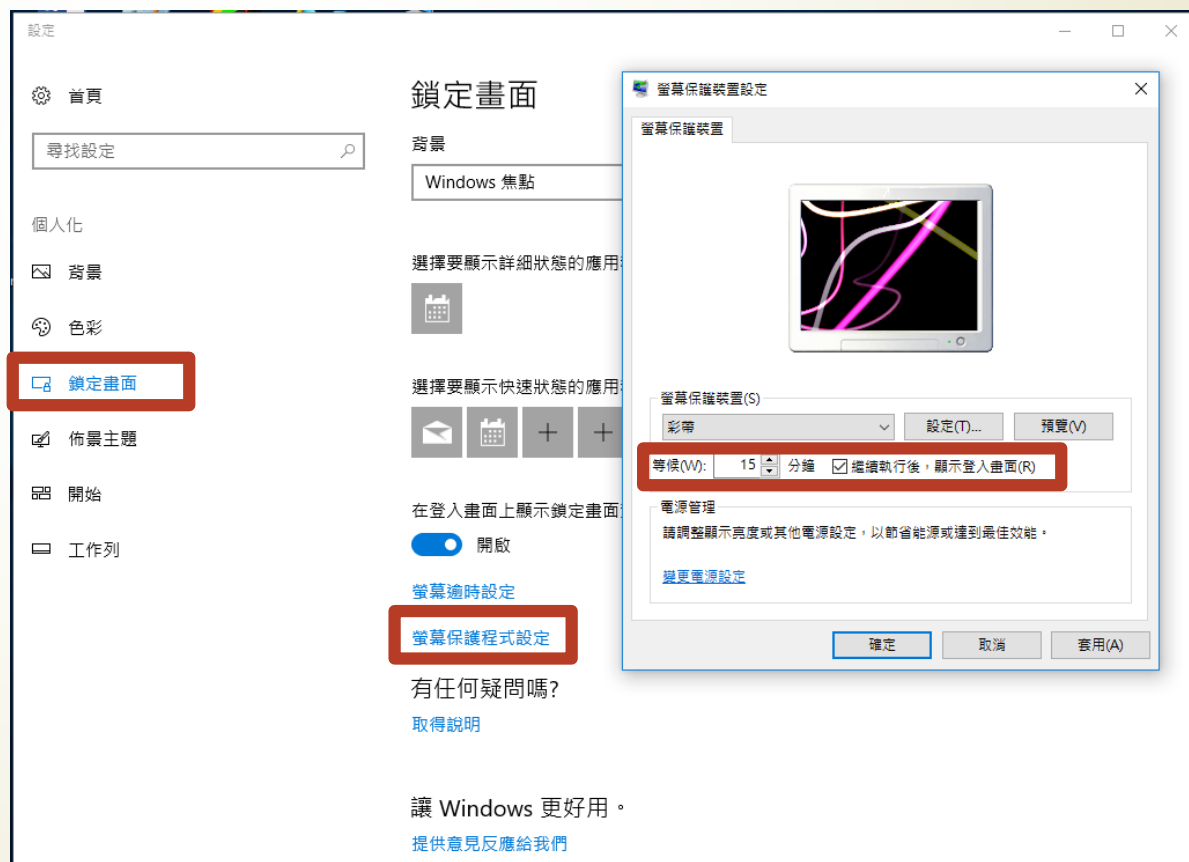 設定
首頁
尋找設定
個人化
背景
色彩
鎖定畫面
佈景主題
開始
工作列
鎖定畫面
背景
Windows 焦點
選擇要顯示詳細狀態的應用
選擇要顯示快速狀態的應用
在登入畫面上顯示鎖定畫面
開啟
螢幕逾時設定
螢幕保護程式設定
有任何疑問嗎?
取得說明
讓 Windows 更好用。
提供意見反應給我們
螢幕保護裝置設定
螢幕保護裝置
螢幕保護裝置(S)
彩帶 設定(T)... 預覽(V)
等候(W): 15 分鐘 繼續執行後，顯示登入畫面(R)
電源管理
請調整顯示亮度或其他電源設定，以節省能源或達到最佳效能。
變更電源設定
確定 取消 套用(A)